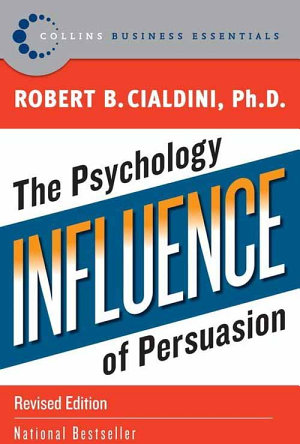 COLLINS BUSINESS ESSENTIALS
ROBERT B. CIALDINI, Ph.D.
The Psychology
INFLUENCE
of Persuasion
Revised Edition
National Bestseller